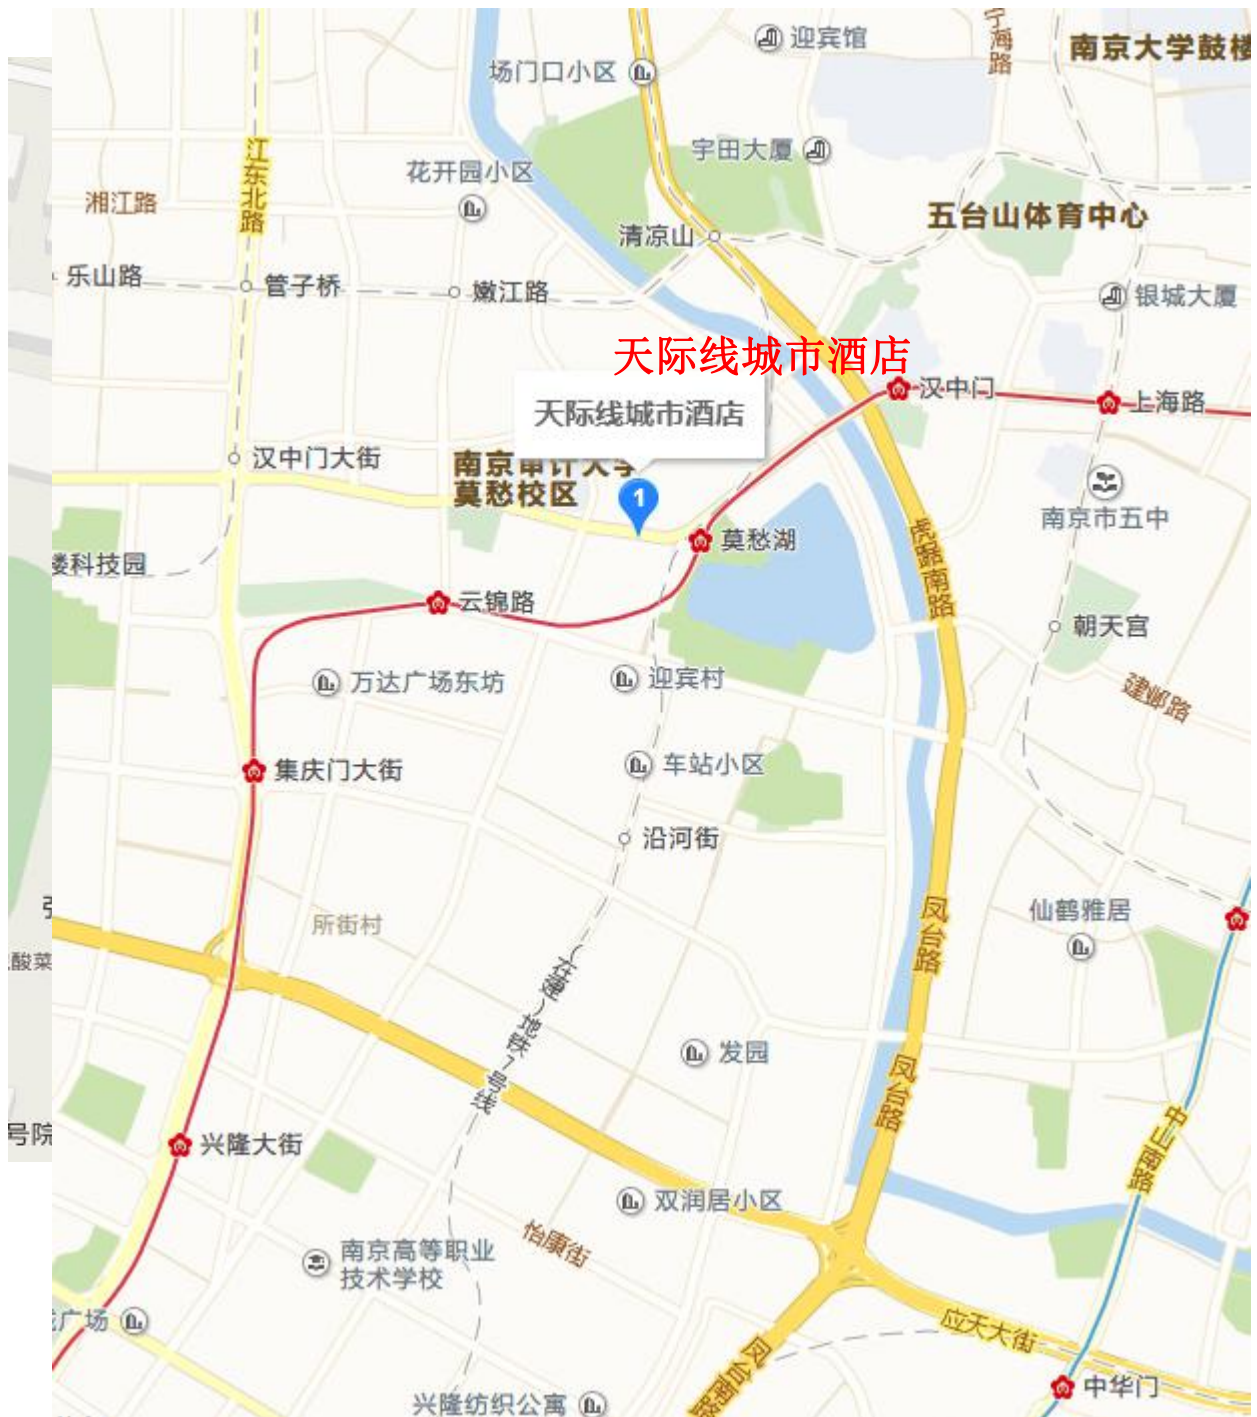 迎宾馆
宁海路
南京大学鼓楼
场门口小区
宇田大厦
江东北路
花开园小区
湘江路
五台山体育中心
清凉山
乐山路
管子桥
嫩江路
银城大厦
天际线城市酒店
汉中门
上海路
天际线城市酒店
汉中门大街
南京审计大学
莫愁校区
1
南京市五中
莫愁湖
虎踞南路
楼科技园
云锦路
朝天宫
万达广场东坊
迎宾村
建邺路
车站小区
集庆门大街
沿河街
所街村
凤台路
仙鹤雅居
酸菜
(在建)地铁7号线
发园
凤台路
号院
兴隆大街
中山南路
双润居小区
怡康街
南京高等职业
技术学校
广场
应天大街
凤台南路
中华门
兴隆纺织公寓